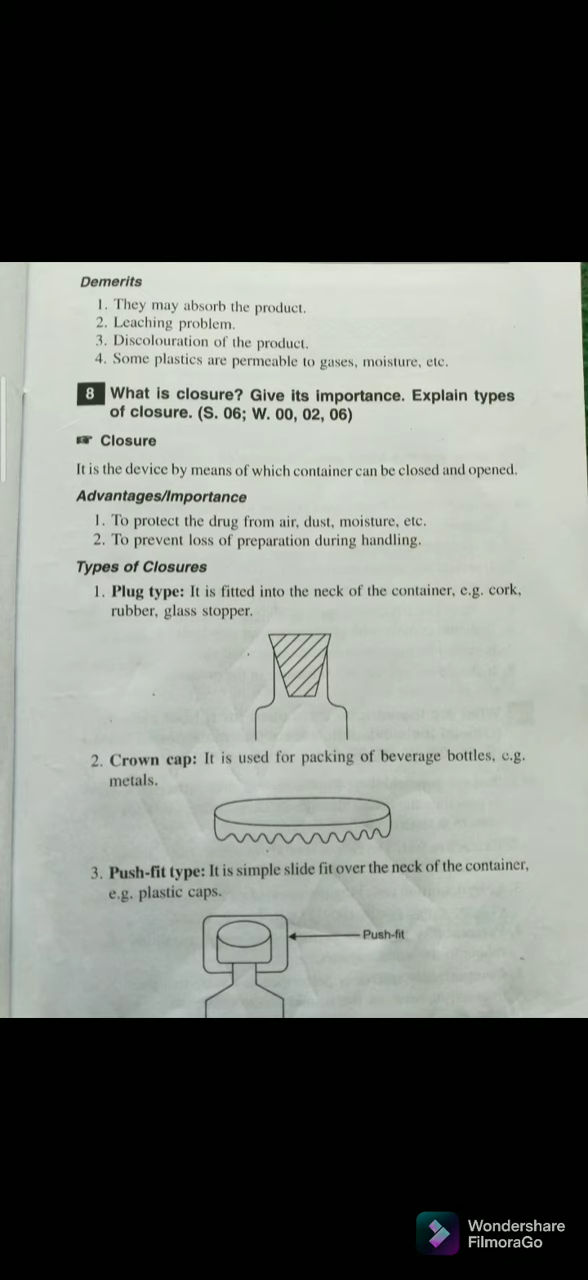 Demerits
1. They may absorb the product.
2. Leaching problem.
3. Discolouration of the product.
4. Some plastics are permeable to gases, moisture, etc.
8 What is closure? Give its importance. Explain types
of closure. (S. 06; W. 00, 02, 06)
☞ Closure
It is the device by means of which container can be closed and opened.
Advantages/Importance
1. To protect the drug from air, dust, moisture, etc.
2. To prevent loss of preparation during handling.
Types of Closures
1. Plug type: It is fitted into the neck of the container, e.g. cork,
rubber, glass stopper.
2. Crown cap: It is used for packing of beverage bottles, e.g.
metals.
3. Push-fit type: It is simple slide fit over the neck of the container,
e.g. plastic caps.
Push-fit
Wondershare
FilmoraGo